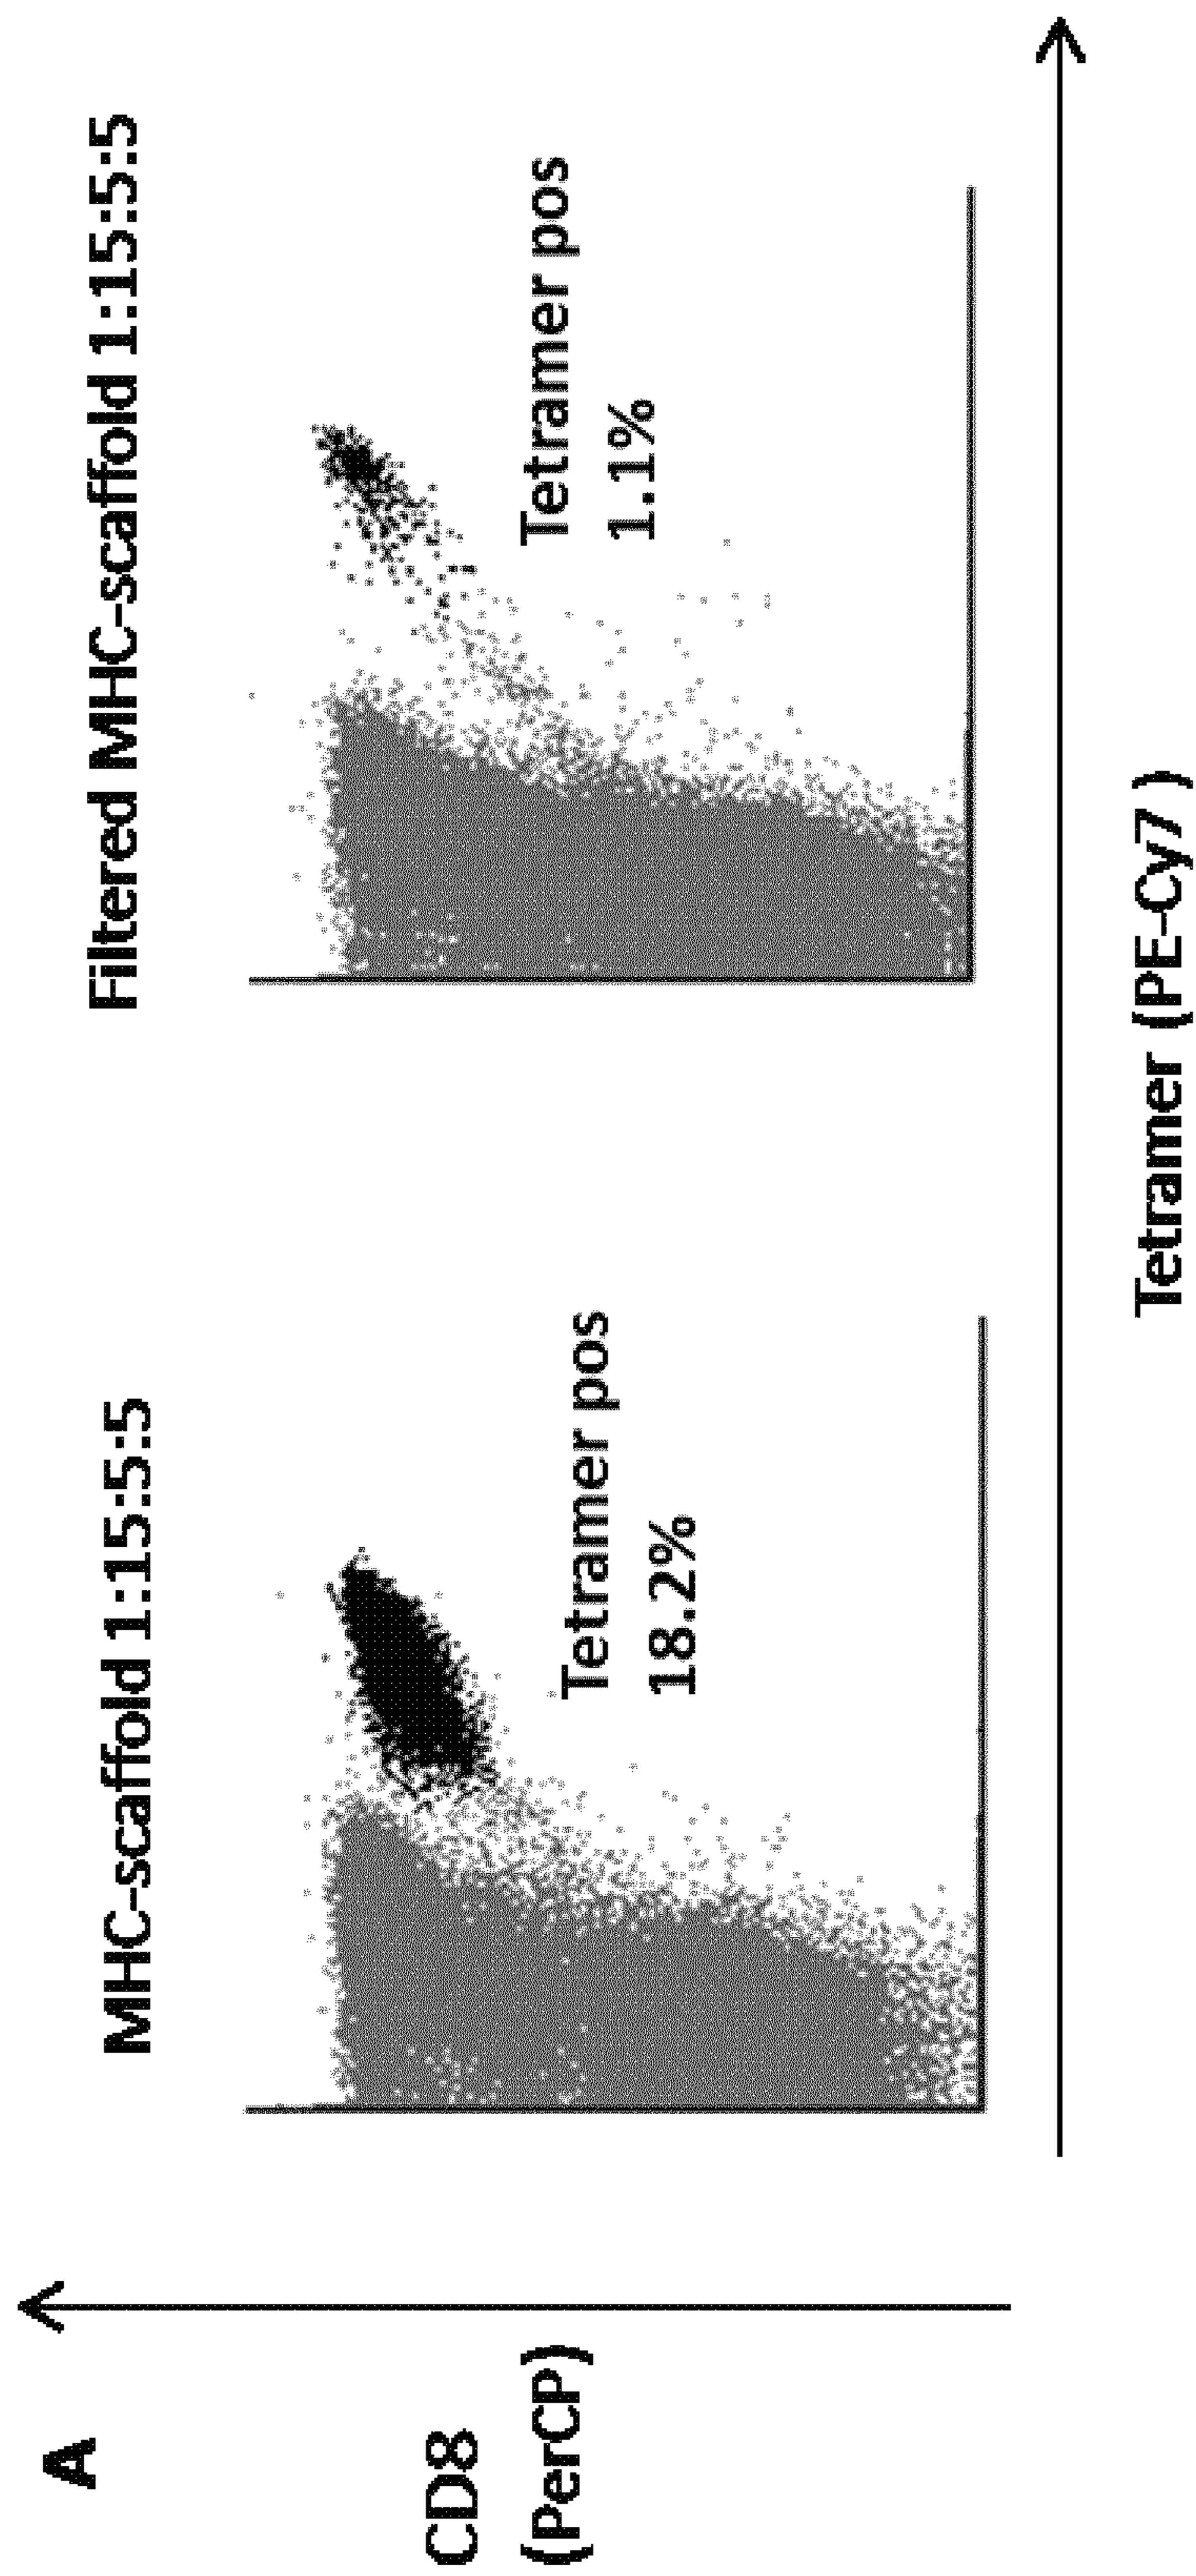 A
MHC-scaffold 1:15:5:5
Filtered MHC-scaffold 1:15:5:5
CD8
(PerCP)
Tetramer pos
18.2%
Tetramer pos
1.1%
Tetramer (PE-Cy7 )